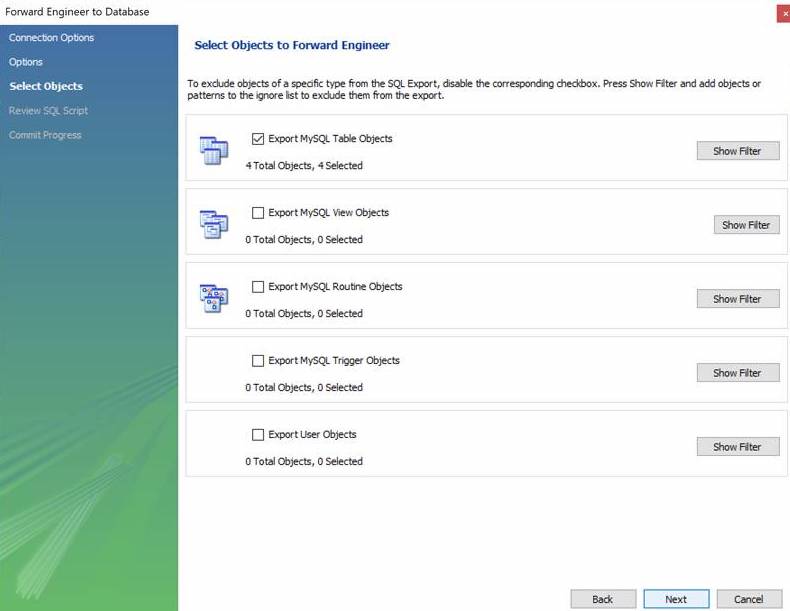 Forward Engineer to Database
Connection Options
Options
Select Objects
Review SQL Script
Commit Progress
Select Objects to Forward Engineer
To exclude objects of a specific type from the SQL Export, disable the corresponding checkbox. Press Show Filter and add objects or
patterns to the ignore list to exclude them from the export.
Export MySQL Table Objects
4 Total Objects, 4 Selected
Show Filter
Export MySQL View Objects
0 Total Objects, 0 Selected
Show Filter
Export MySQL Routine Objects
0 Total Objects, 0 Selected
Show Filter
Export MySQL Trigger Objects
0 Total Objects, 0 Selected
Show Filter
Export User Objects
0 Total Objects, 0 Selected
Show Filter
Back Next Cancel